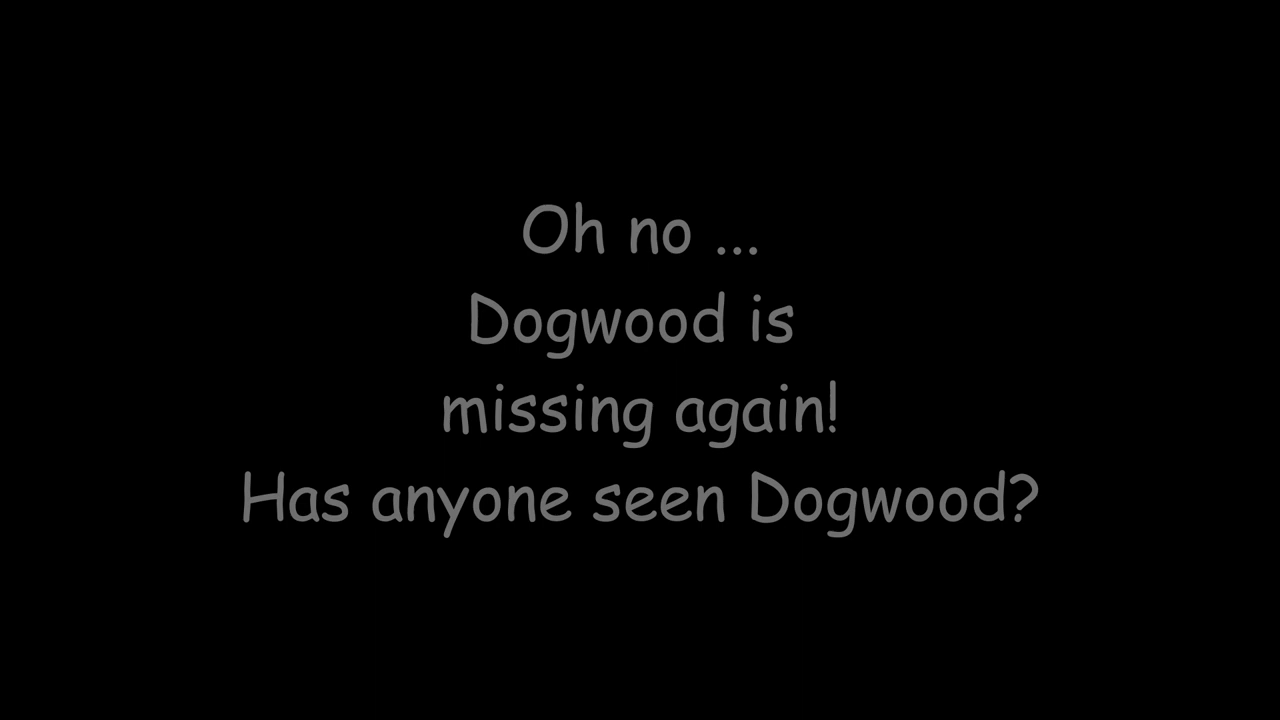 Oh no ...
Dogwood is
missing again!
Has anyone seen Dogwood?